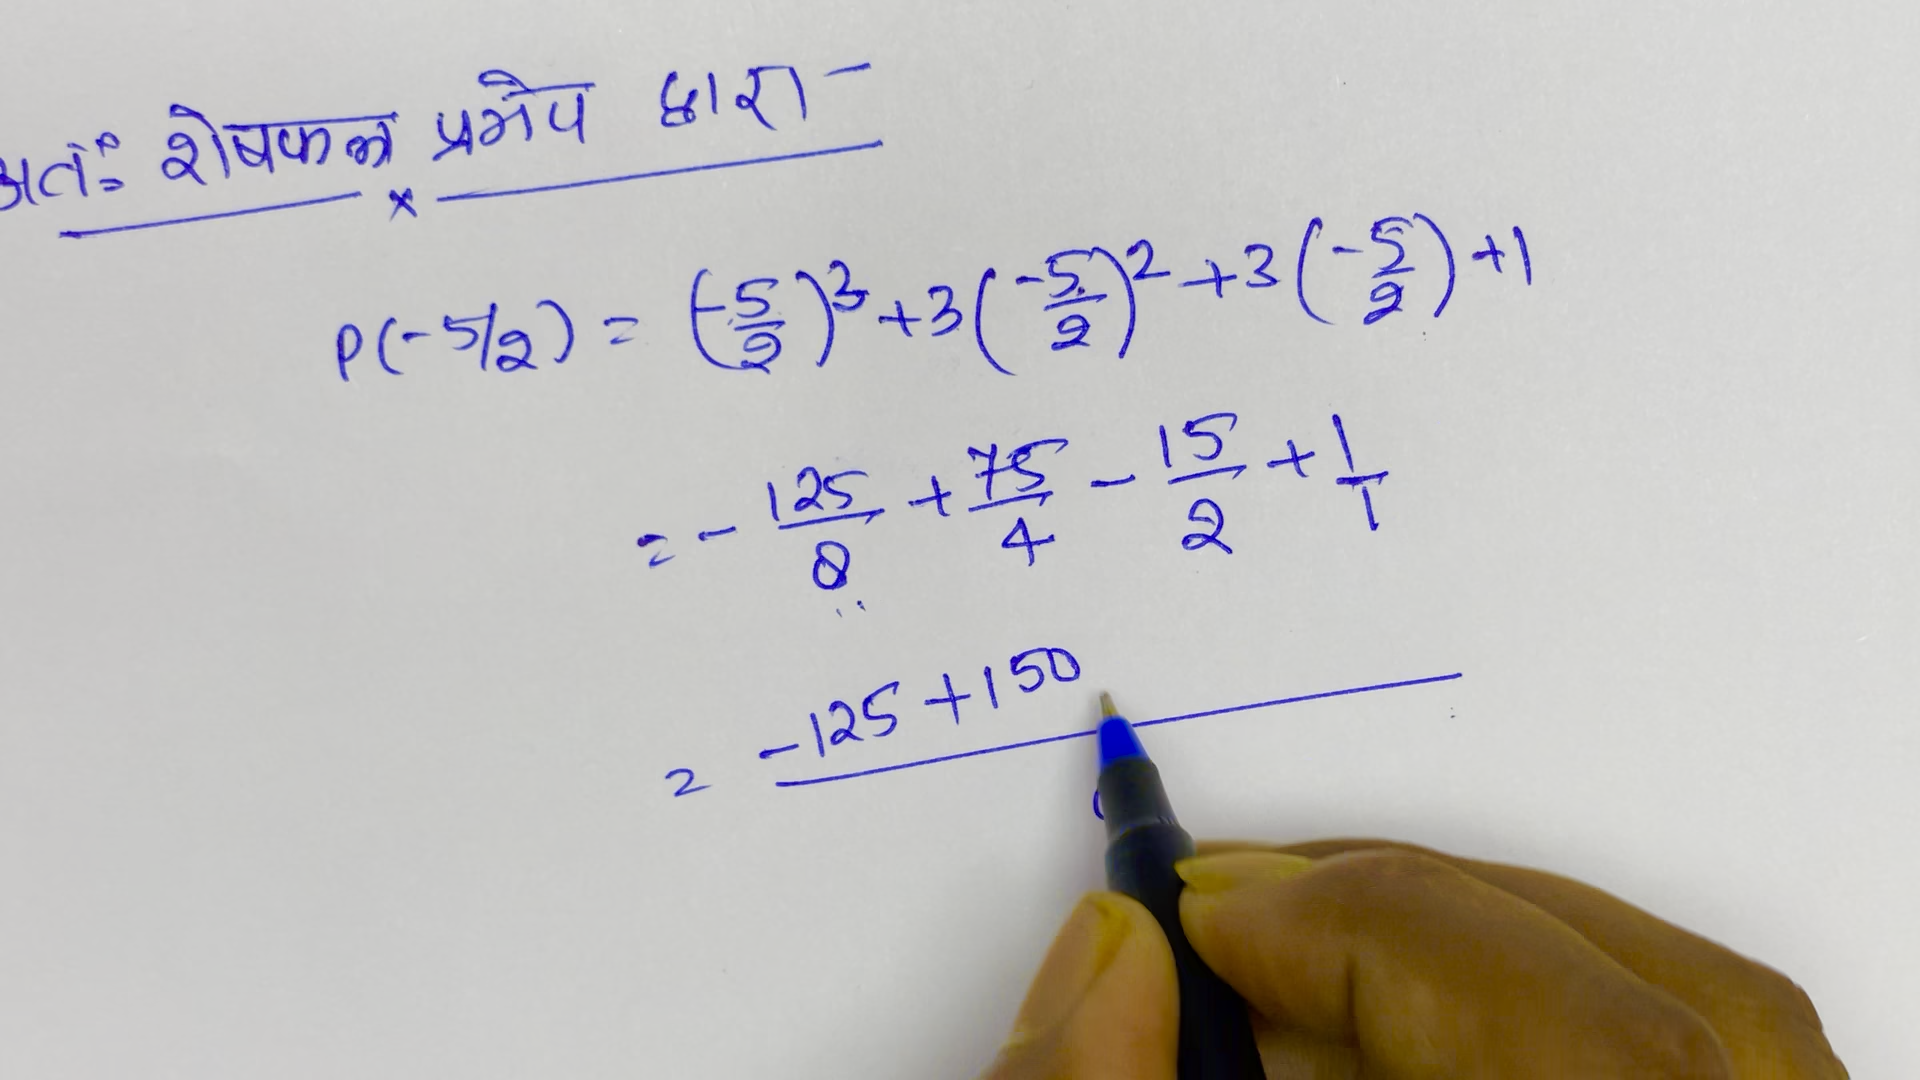 अतः शेषफल प्रमेय द्वारा -
P(-5/2) = (-5/2)^3 + 3(-5/2)^2 + 3(-5/2) + 1
= - 125/8 + 75/4 - 15/2 + 1/1
= -125 + 150